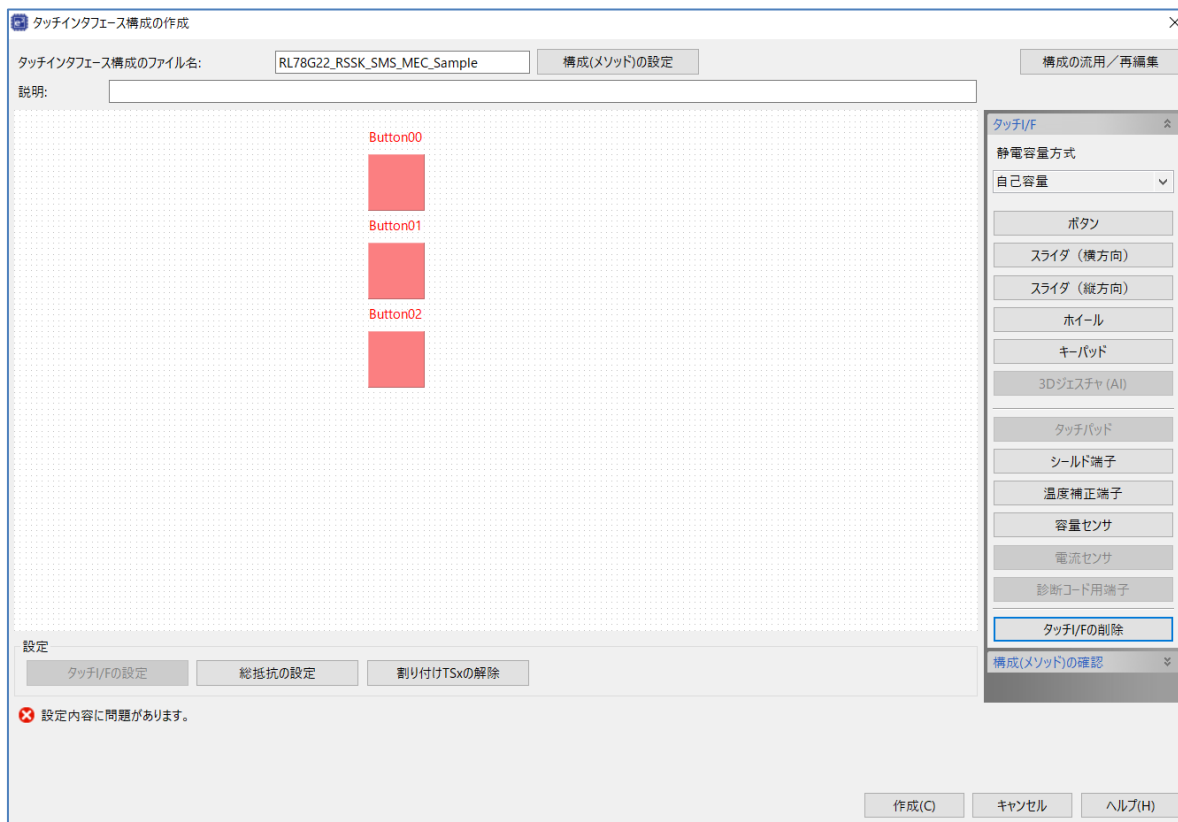 タッチインタフェース構成の作成
タッチインタフェース構成のファイル名: RL78G22_RSSK_SMS_MEC_Sample 構成(メソッド)の設定 構成の流用／再編集
説明:
Button00
Button01
Button02
タッチI/F
静電容量方式
自己容量
ボタン
スライダ（横方向）
スライダ（縦方向）
ホイール
キーパッド
3Dジェスチャ (AI)
タッチパッド
シールド端子
温度補正端子
容量センサ
電流センサ
診断コード用端子
タッチI/Fの削除
構成(メソッド)の確認
設定
タッチI/Fの設定 総抵抗の設定 割り付けTSxの解除
設定内容に問題があります。
作成(C) キャンセル ヘルプ(H)